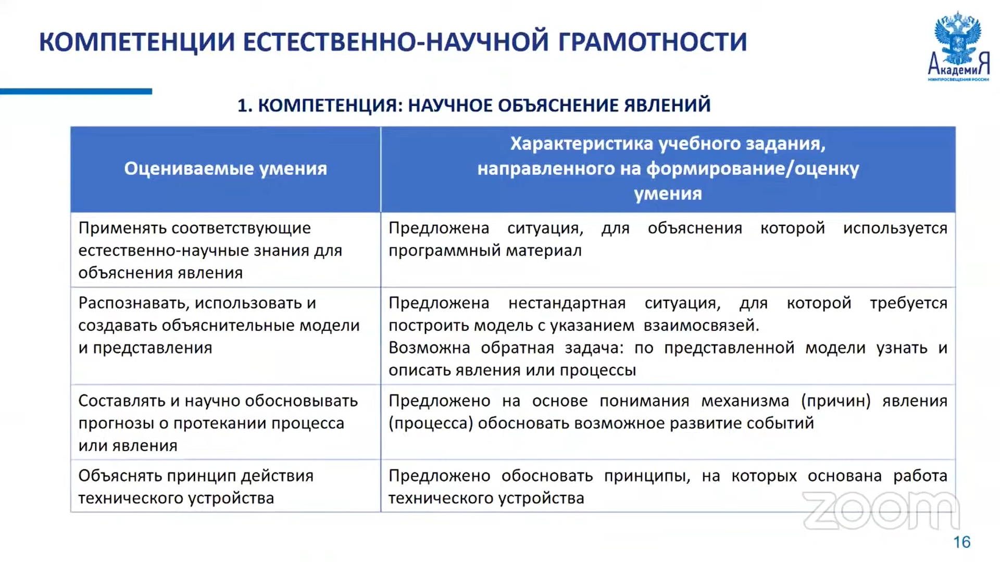 КОМПЕТЕНЦИИ ЕСТЕСТВЕННО-НАУЧНОЙ ГРАМОТНОСТИ
АкадемиЯ
МИНПРОСВЕЩЕНИЯ РОССИИ
1. КОМПЕТЕНЦИЯ: НАУЧНОЕ ОБЪЯСНЕНИЕ ЯВЛЕНИЙ
Оцениваемые умения
Характеристика учебного задания,
направленного на формирование/оценку
умения
Применять соответствующие
естественно-научные знания для
объяснения явления
Предложена ситуация, для объяснения которой используется
программный материал
Распознавать, использовать и
создавать объяснительные модели
и представления
Предложена нестандартная ситуация, для которой требуется
построить модель с указанием взаимосвязей.
Возможна обратная задача: по представленной модели узнать и
описать явления или процессы
Составлять и научно обосновывать
прогнозы о протекании процесса
или явления
Предложено на основе понимания механизма (причин) явления
(процесса) обосновать возможное развитие событий
Объяснять принцип действия
технического устройства
Предложено обосновать принципы, на которых основана работа
технического устройства
zoom
16